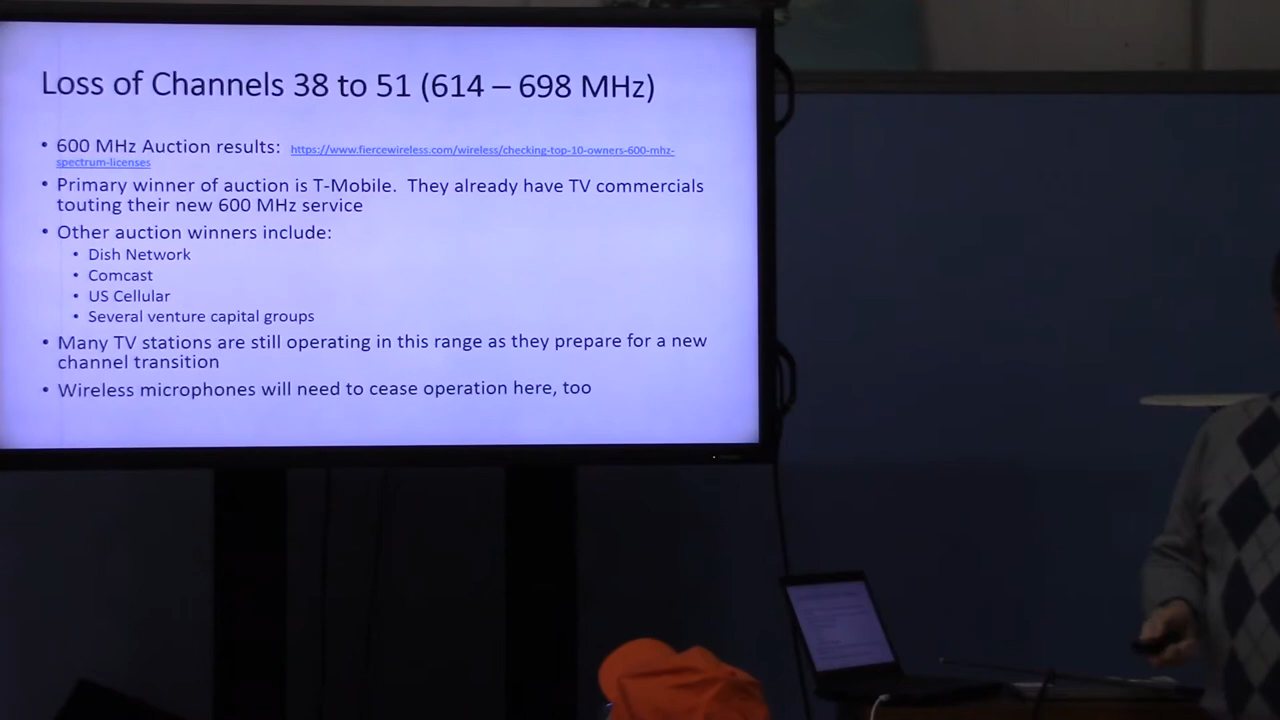 Loss of Channels 38 to 51 (614 – 698 MHz)
• 600 MHz Auction results: https://www.fiercewireless.com/wireless/checking-top-10-owners-600-mhz-
spectrum-licenses
• Primary winner of auction is T-Mobile. They already have TV commercials
touting their new 600 MHz service
• Other auction winners include:
• Dish Network
• Comcast
• US Cellular
• Several venture capital groups
• Many TV stations are still operating in this range as they prepare for a new
channel transition
• Wireless microphones will need to cease operation here, too